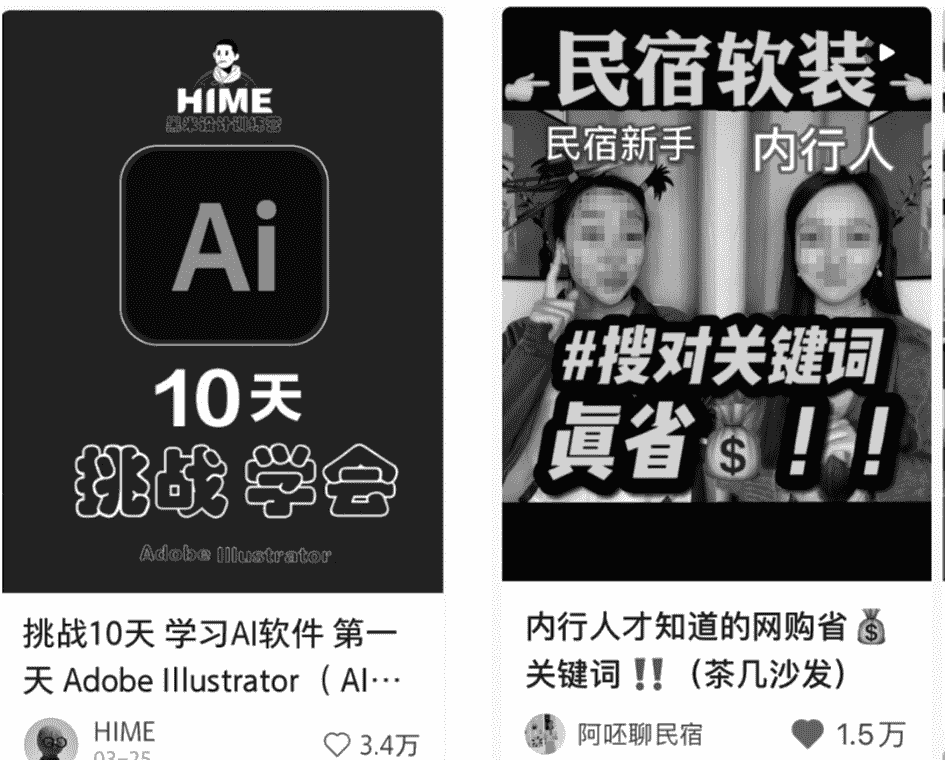 HIME
黑米设计训练营
Ai
10天
挑战 学会
Adobe Illustrator
挑战10天 学习AI软件 第一
天 Adobe Illustrator（AI…
HIME
03-25
3.4万
民宿软装
民宿新手
内行人
#搜对关键词
真省💰！！
内行人才知道的网购省💰
关键词‼️（茶几沙发）
阿呸聊民宿
1.5万